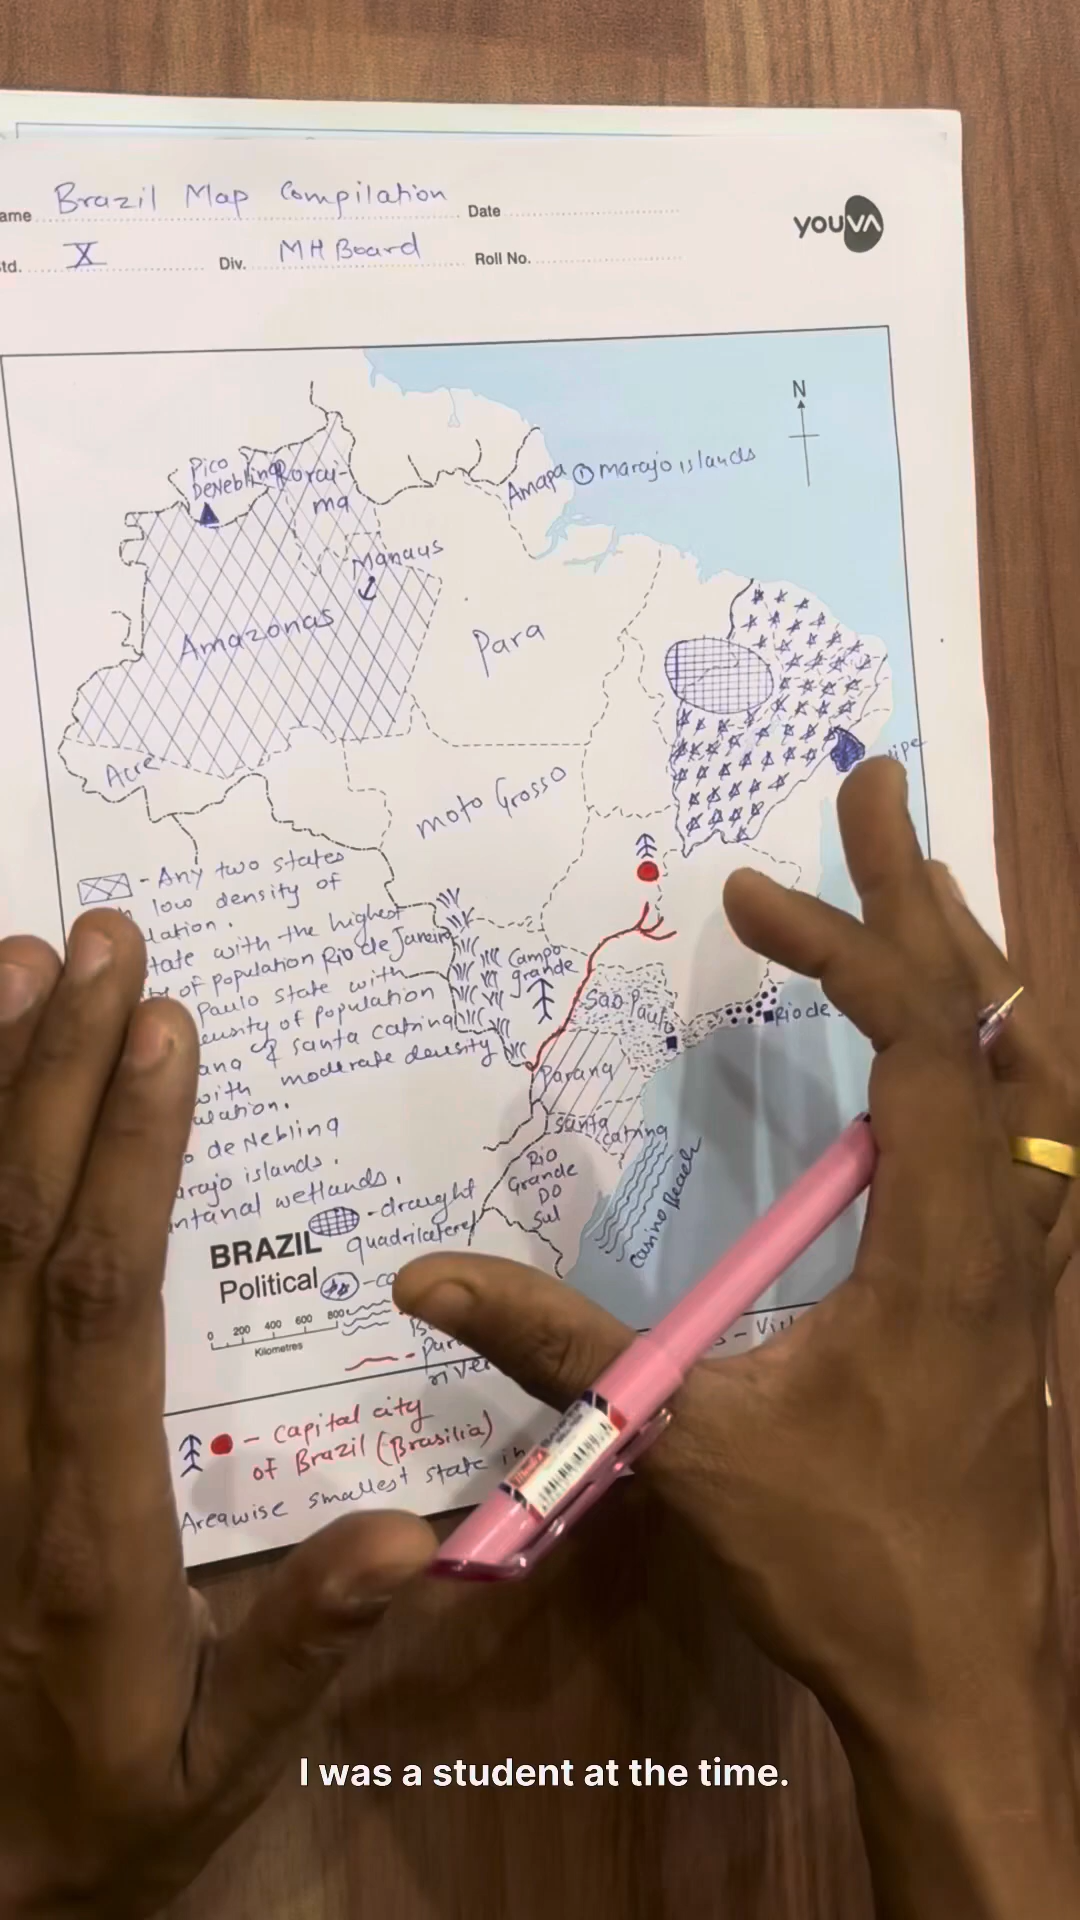 Brazil Map Compilation
ame
Date
td. X
Div. MH Board
Roll No.
YOUVA
N
Pico
DeNeblina
Rorai-
ma
Amapa ① marajo islands
Manaus
Amazonas
Para
Acre
moto Grosso
ipe
- Any two states
low density of
lation.
tate with the highest
of population Rio de Janeiro
Paulo state with
ensity of population
ana & santa catrina
with moderate density
ulation.
o de Nebling
arajo islands.
ntanal wetlands.
Campo
grande
Sao Paulo
Rio de
Parana
santa
catrina
Rio
Grande
DO
Sul
Casino Beach
- draught
quadrilateral
BRAZIL
Political
- co
0 200 400 600 800
Kilometres
rive
- capital city
of Brazil (Brasilia)
Areawise smallest state in
I was a student at the time.